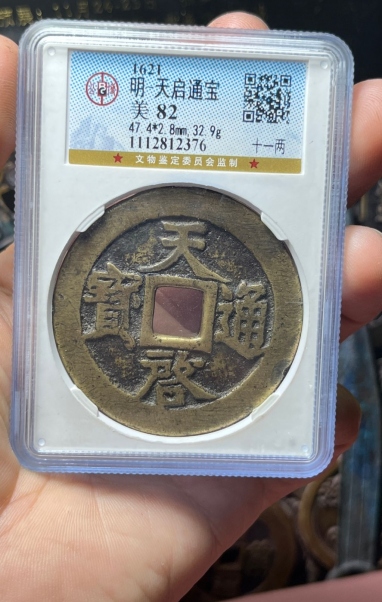 1621
明 天启通宝
美 82
47.4*2.8mm, 32.9g
1112812376
十一两
★ 文物鉴定委员会监制 ★
天
寶 通
啟